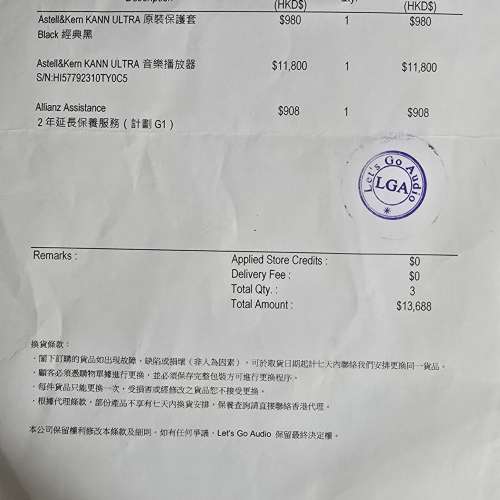 Description (HKD$) Qty. (HKD$)
Astell&Kern KANN ULTRA 原裝保護套 $980 1 $980
Black 經典黑
Astell&Kern KANN ULTRA 音樂播放器 $11,800 1 $11,800
S/N:HI57792310TY0C5
Allianz Assistance $908 1 $908
2 年延長保養服務 ( 計劃 G1 )
Let's Go Audio
LGA
Remarks :
Applied Store Credits : $0
Delivery Fee : $0
Total Qty. : 3
Total Amount : $13,688
換貨條款：
· 閣下訂購的貨品如出現故障，缺陷或損壞（非人為因素），可於取貨日期起計七天內聯絡我們安排更換同一貨品。
· 顧客必須憑購物單據進行更換，並必須保存完整包裝方可進行更換程序。
· 每件貨品只能更換一次，受損害或經修改之貨品恕不接受更換。
· 根據代理條款，部份產品不享有七天內換貨安排，保養查詢請直接聯絡香港代理。
本公司保留權利修改本條款及細則。如有任何爭議，Let's Go Audio 保留最終決定權。